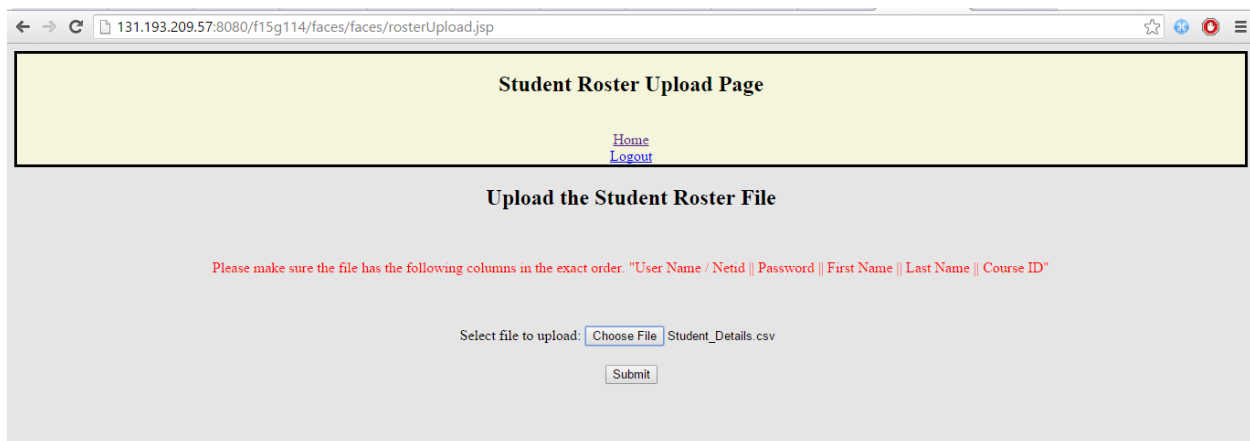 131.193.209.57:8080/f15g114/faces/faces/rosterUpload.jsp
Student Roster Upload Page
Home
Logout
Upload the Student Roster File
Please make sure the file has the following columns in the exact order. "User Name / Netid || Password || First Name || Last Name || Course ID"
Select file to upload: Choose File Student_Details.csv
Submit